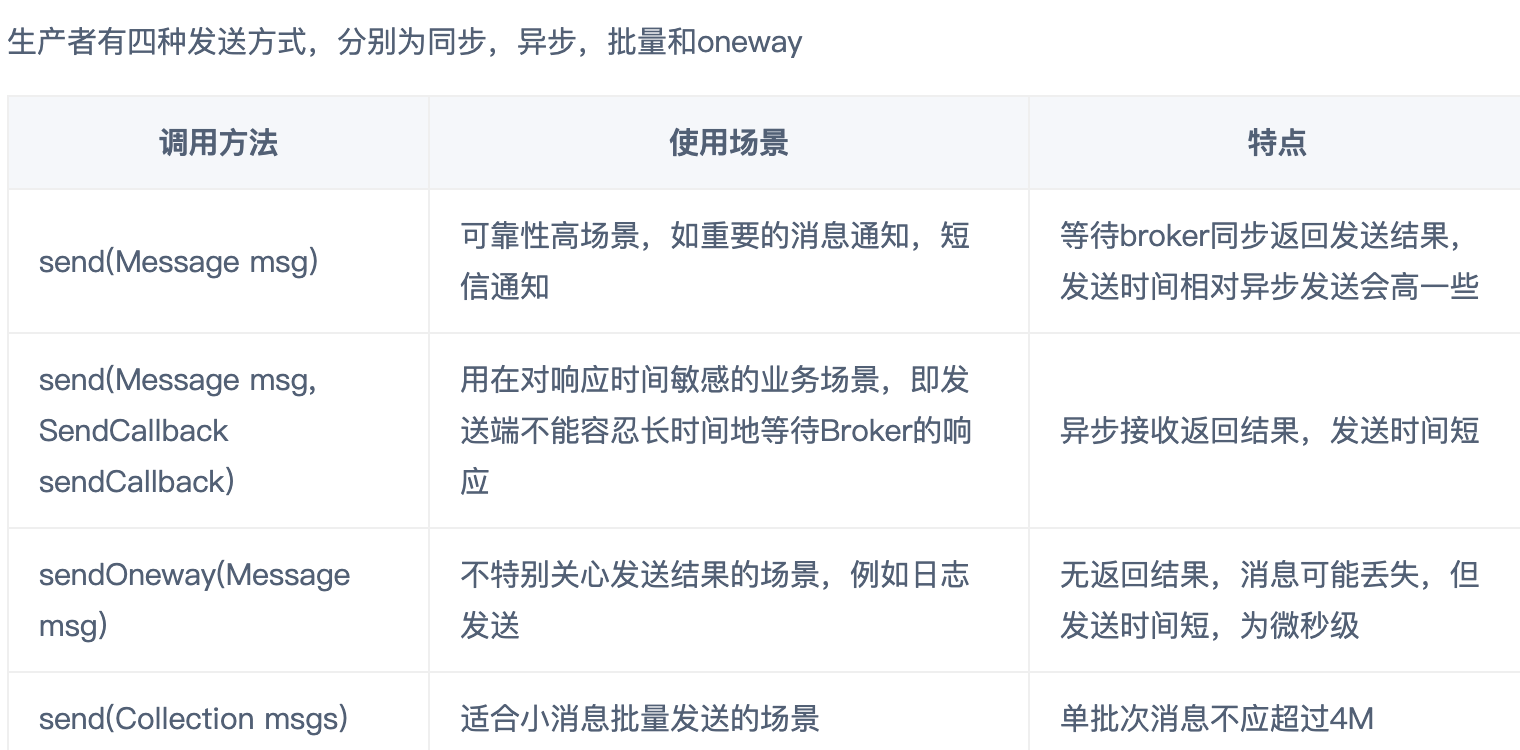 生产者有四种发送方式，分别为同步，异步，批量和oneway
调用方法
使用场景
特点
send(Message msg)
可靠性高场景，如重要的消息通知，短
信通知
等待broker同步返回发送结果，
发送时间相对异步发送会高一些
send(Message msg,
SendCallback
sendCallback)
用在对响应时间敏感的业务场景，即发
送端不能容忍长时间地等待Broker的响
应
异步接收返回结果，发送时间短
sendOneway(Message
msg)
不特别关心发送结果的场景，例如日志
发送
无返回结果，消息可能丢失，但
发送时间短，为微秒级
send(Collection msgs)
适合小消息批量发送的场景
单批次消息不应超过4M